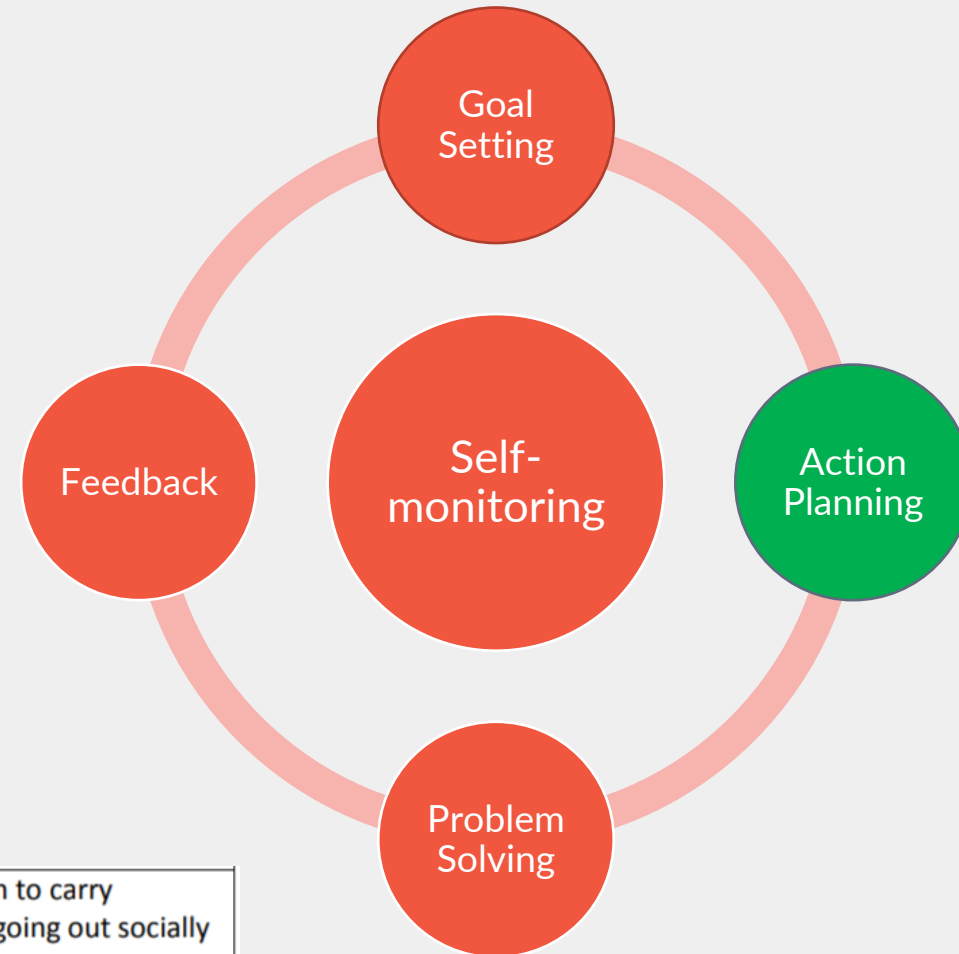 Goal
Setting
Self-
monitoring
Action
Planning
Feedback
Problem
Solving
to carry
going out socially